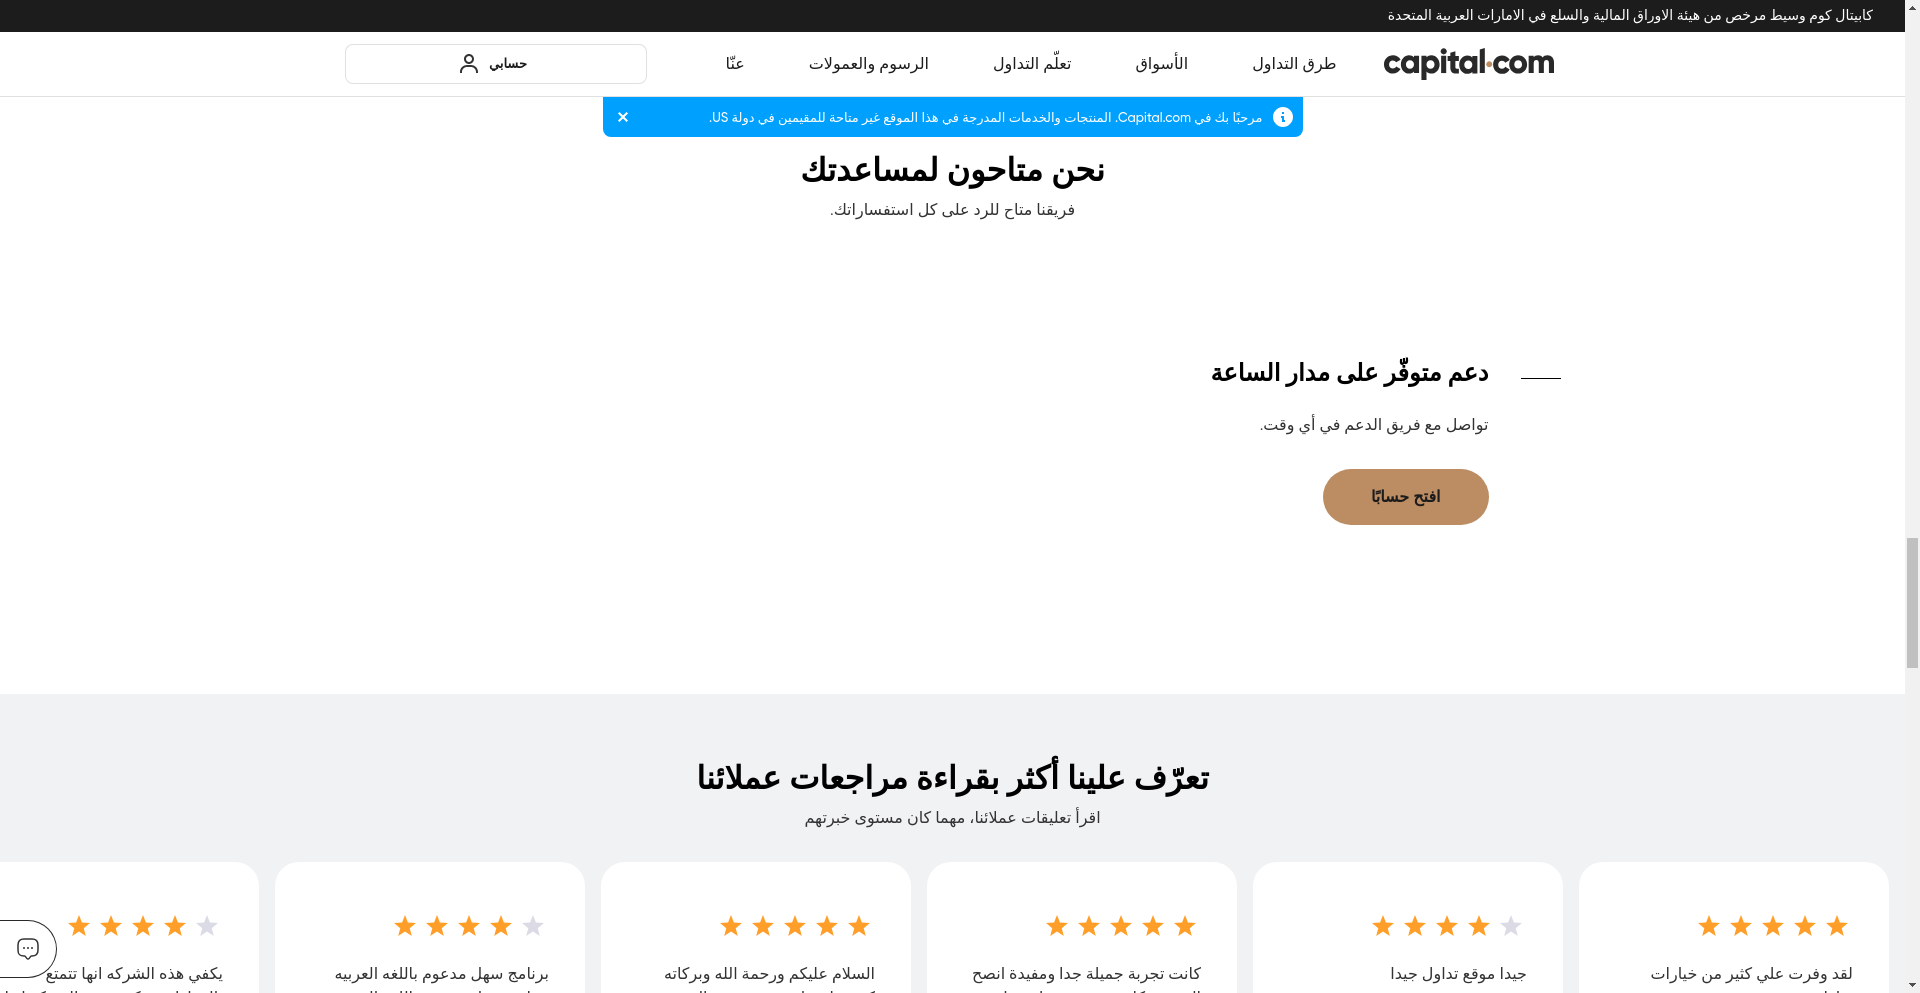 كابيتال كوم وسيط مرخص من هيئة الاوراق المالية والسلع في الامارات العربية المتحدة
capital.com
طرق التداول
الأسواق
تعلّم التداول
الرسوم والعمولات
عنّا
حسابي
مرحبًا بك في Capital.com. المنتجات والخدمات المدرجة في هذا الموقع غير متاحة للمقيمين في دولة US.
نحن متاحون لمساعدتك
فريقنا متاح للرد على كل استفساراتك.
دعم متوفّر على مدار الساعة
تواصل مع فريق الدعم في أي وقت.
افتح حسابًا
تعرّف علينا أكثر بقراءة مراجعات عملائنا
اقرأ تعليقات عملائنا، مهما كان مستوى خبرتهم
لقد وفرت علي كثير من خيارات
جيدا موقع تداول جيدا
كانت تجربة جميلة جدا ومفيدة انصح
السلام عليكم ورحمة الله وبركاته
برنامج سهل مدعوم باللغه العربيه
يكفي هذه الشركه انها تتمتع